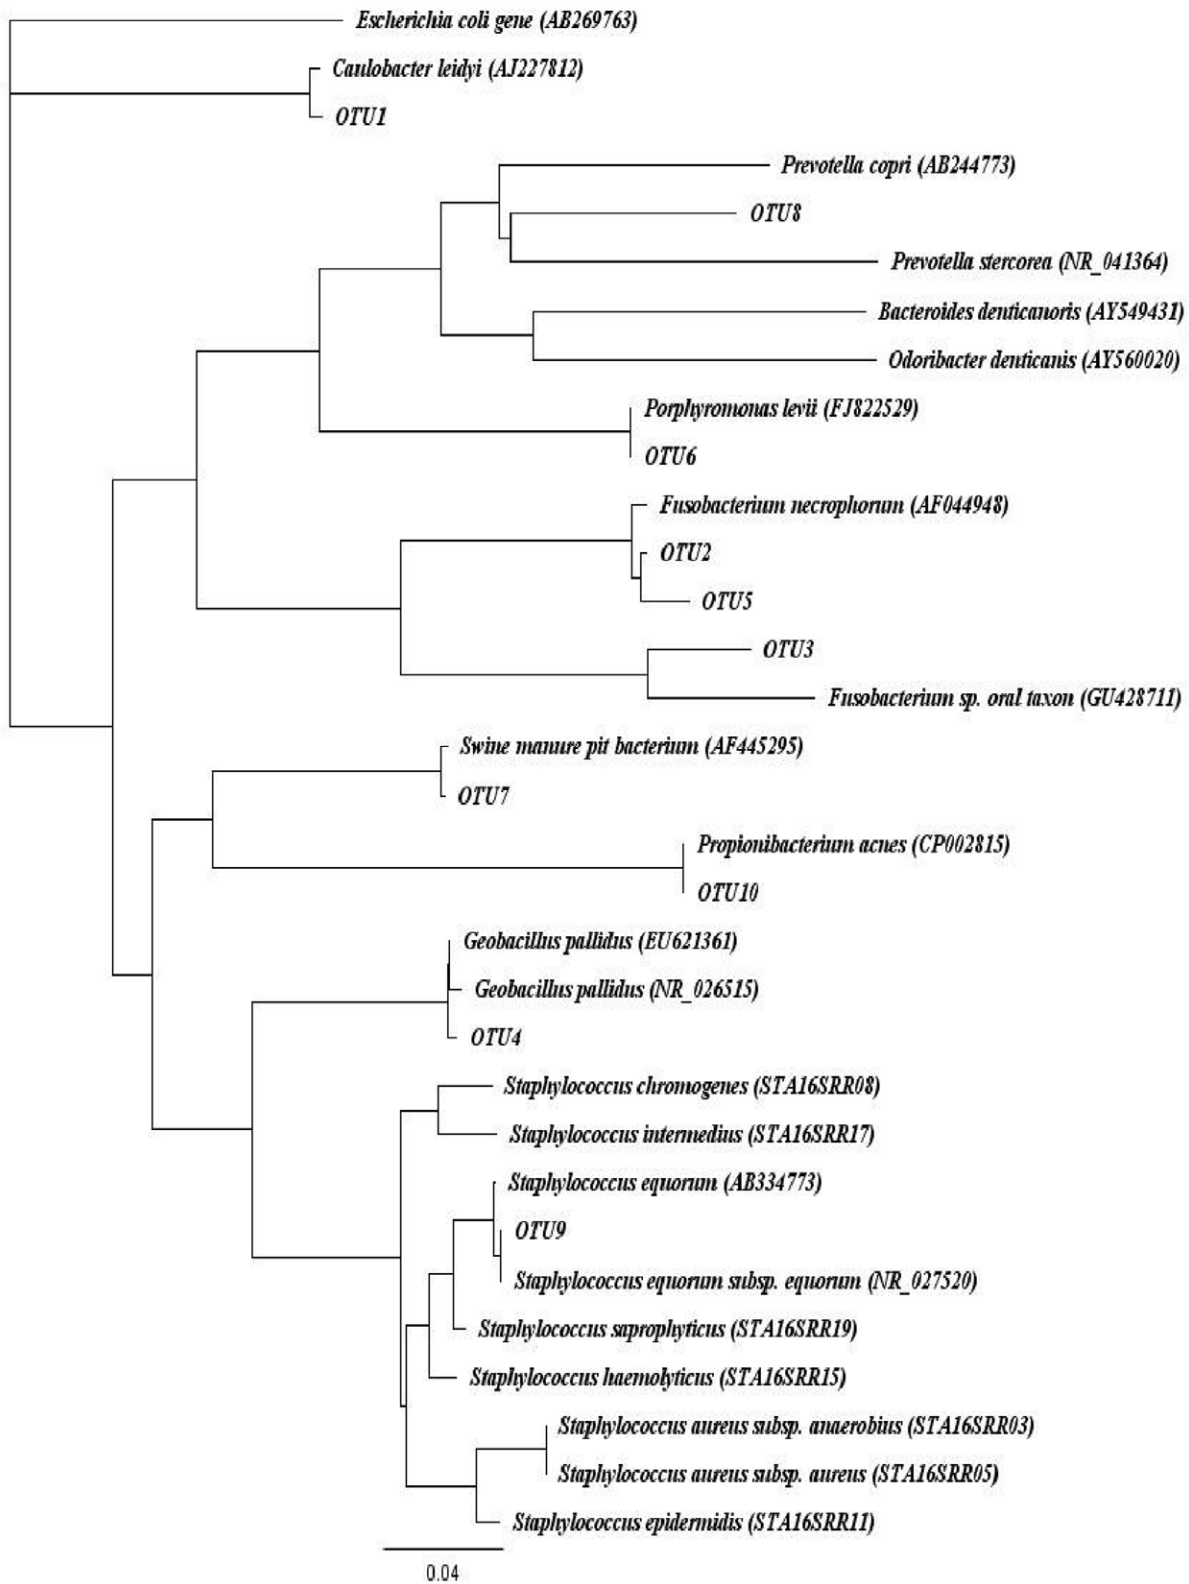 Escherichia coli gene (AB269763)
Caulobacter leidyi (AJ227812)
OTU1
Prevotella copri (AB244773)
OTU8
Prevotella stercorea (NR_041364)
Bacteroides denticanoris (AY549431)
Odoribacter denticanis (AY560020)
Porphyromonas levii (FJ822529)
OTU6
Fusobacterium necrophorum (AF044948)
OTU2
OTU5
OTU3
Fusobacterium sp. oral taxon (GU428711)
Swine manure pit bacterium (AF445295)
OTU7
Propionibacterium acnes (CP002815)
OTU10
Geobacillus pallidus (EU621361)
Geobacillus pallidus (NR_026515)
OTU4
Staphylococcus chromogenes (STA16SRR08)
Staphylococcus intermedius (STA16SRR17)
Staphylococcus equorum (AB334773)
OTU9
Staphylococcus equorum subsp. equorum (NR_027520)
Staphylococcus saprophyticus (STA16SRR19)
Staphylococcus haemolyticus (STA16SRR15)
Staphylococcus aureus subsp. anaerobius (STA16SRR03)
Staphylococcus aureus subsp. aureus (STA16SRR05)
Staphylococcus epidermidis (STA16SRR11)
0.04